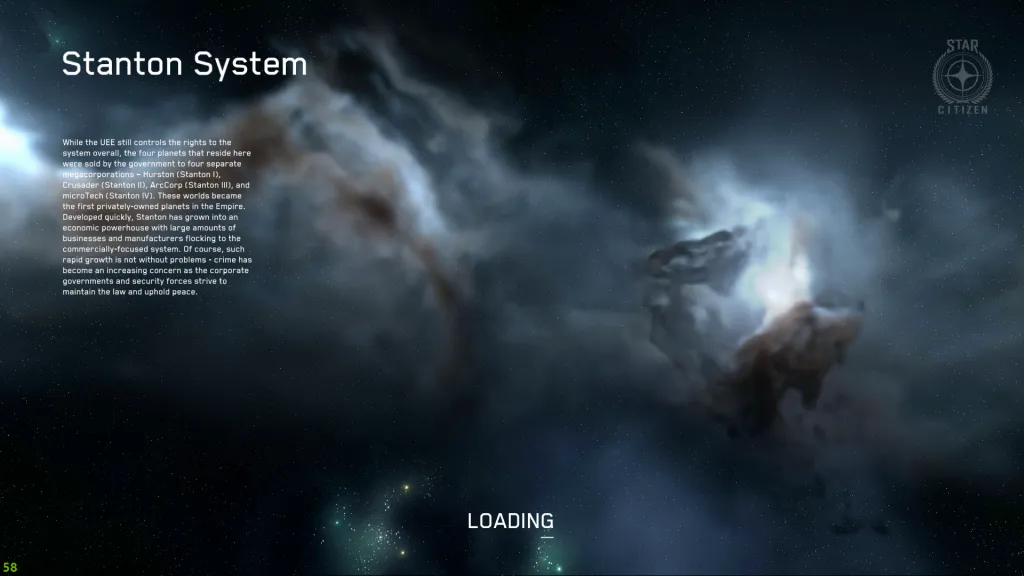 Stanton System
STAR
CITIZEN
While the UEE still controls the rights to the
system overall, the four planets that reside here
were sold by the government to four separate
megacorporations - Hurston (Stanton I),
Crusader (Stanton II), ArcCorp (Stanton III), and
microTech (Stanton IV). These worlds became
the first privately-owned planets in the Empire.
Developed quickly, Stanton has grown into an
economic powerhouse with large amounts of
businesses and manufacturers flocking to the
commercially-focused system. Of course, such
rapid growth is not without problems - crime has
become an increasing concern as the corporate
governments and security forces strive to
maintain the law and uphold peace.
LOADING
58